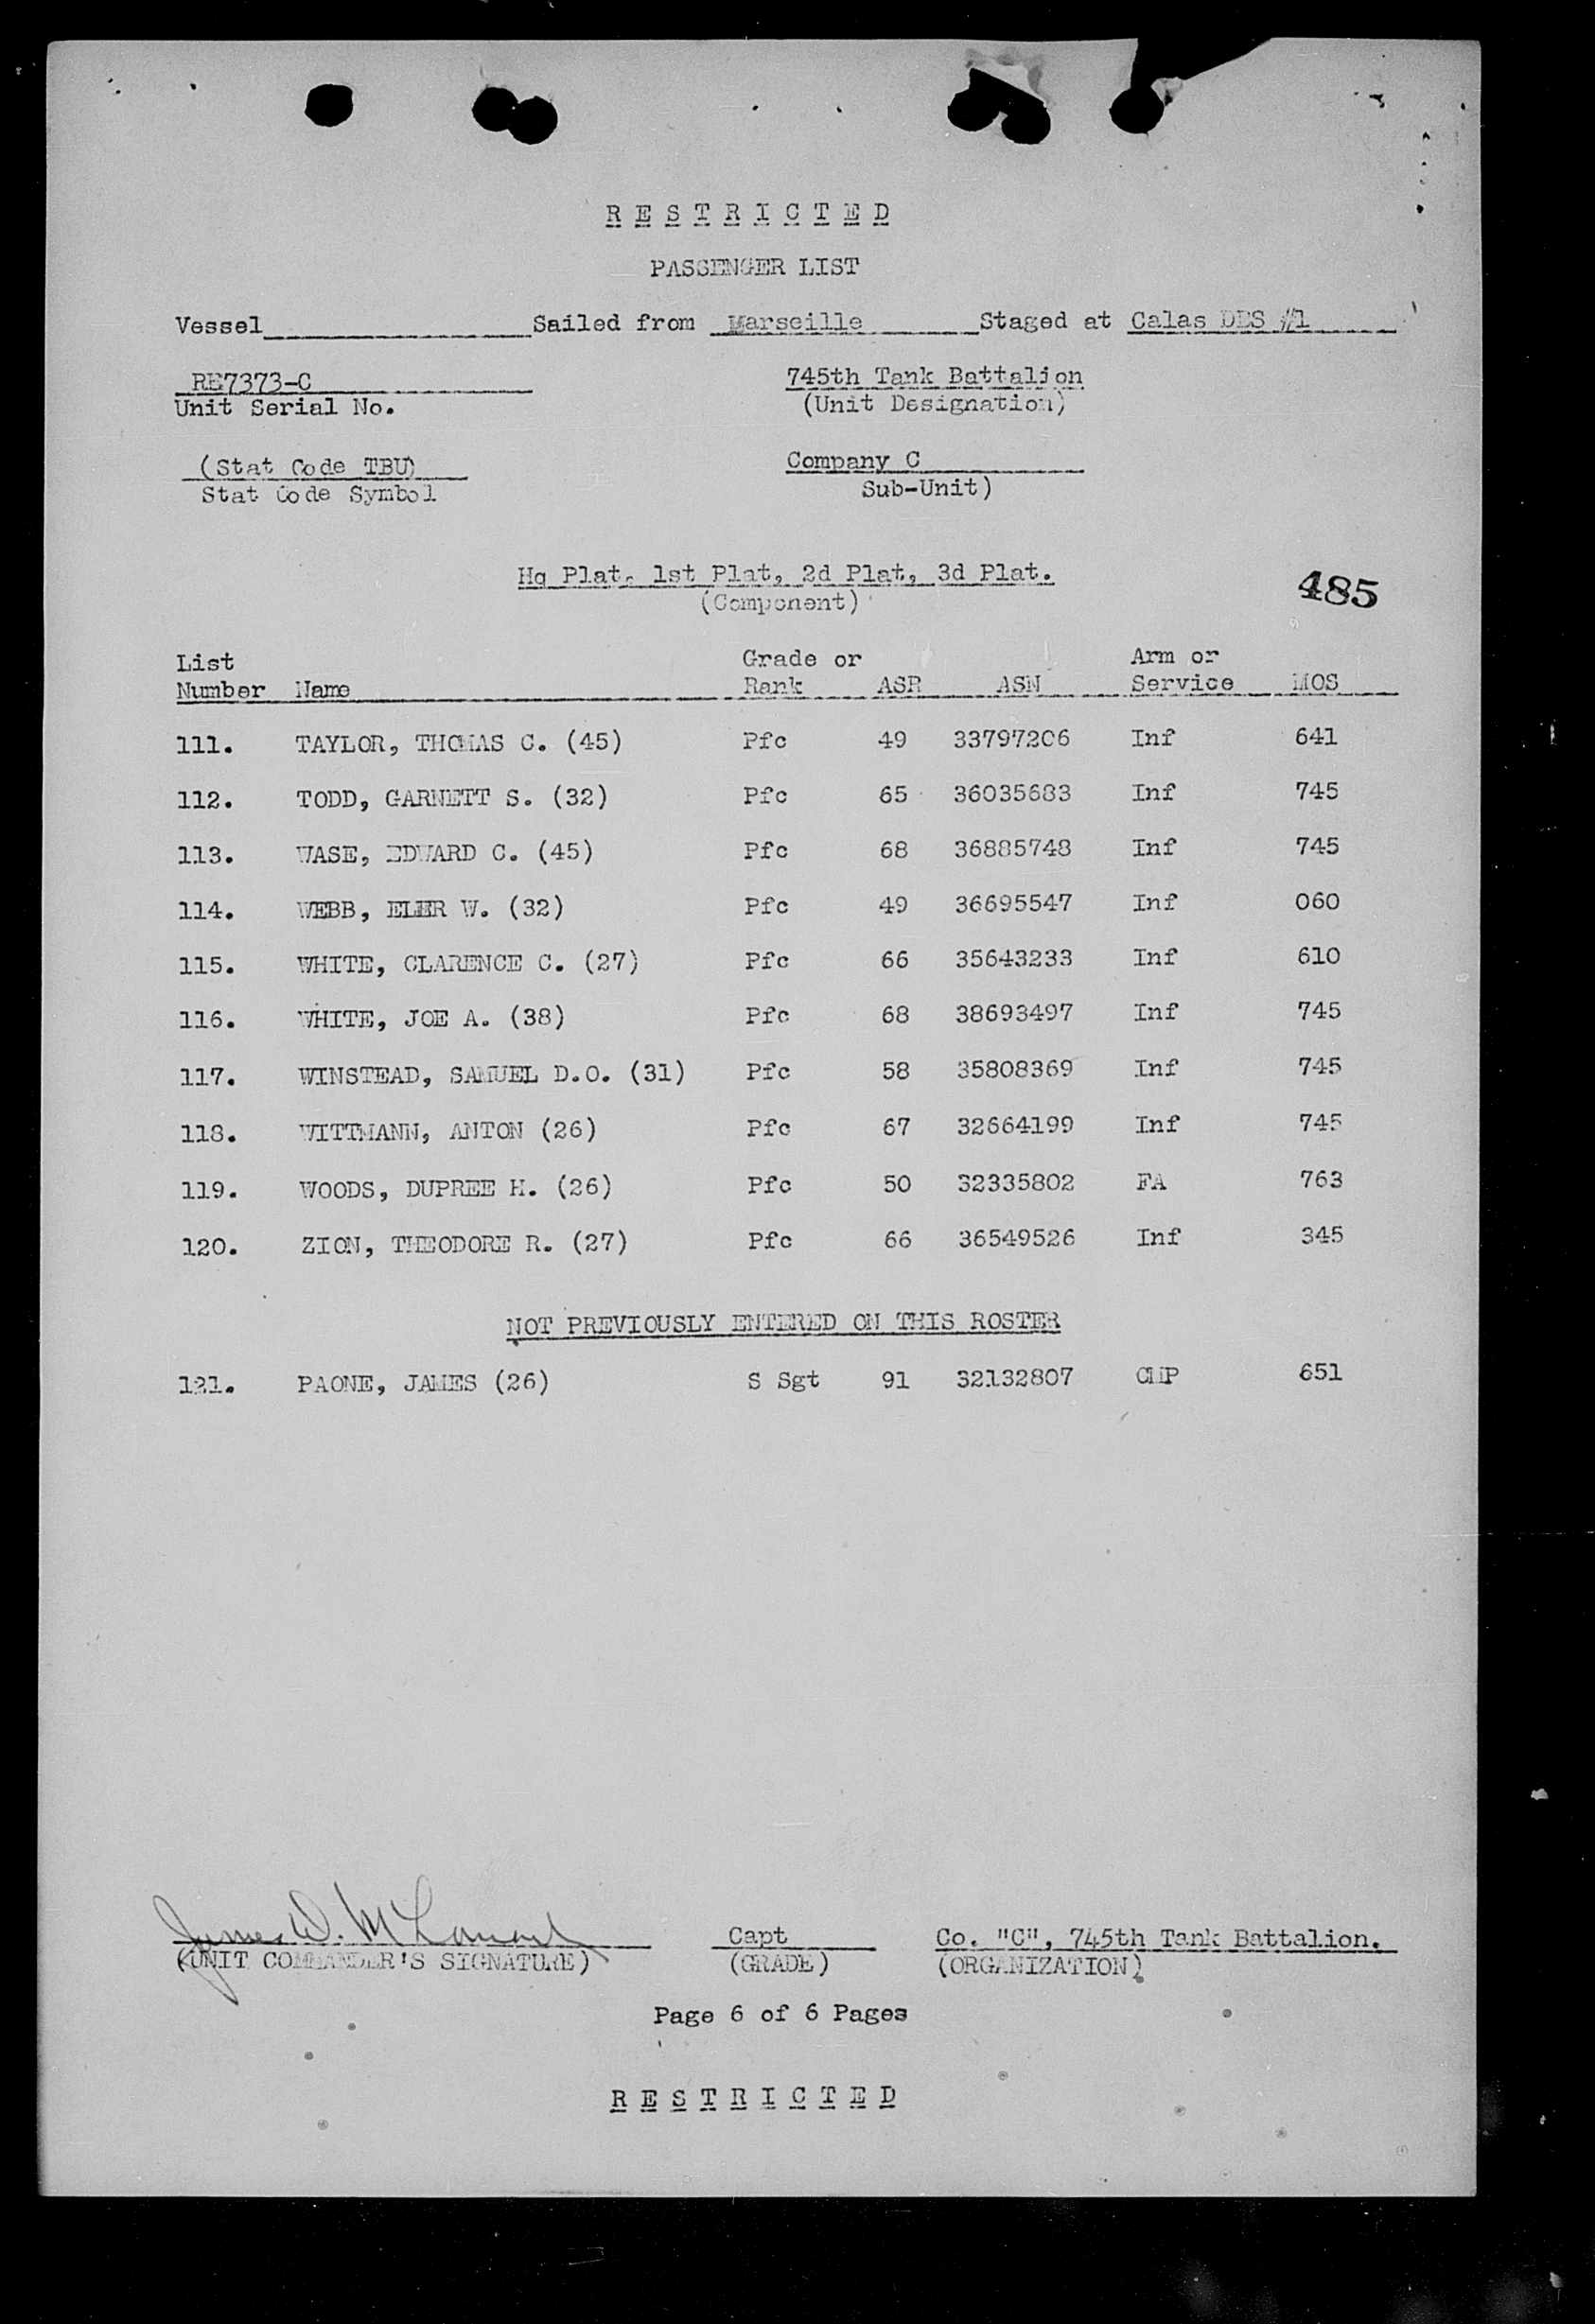 RESTRICTED
PASSENGER LIST
Vessel Sailed from Marseille Staged at Calas DBS #1
RE7373-C 745th Tank Battalion
Unit Serial No. (Unit Designation)
(Stat Code TBU) Company C
Stat Code Symbol Sub-Unit)
Hq Plat, 1st Plat, 2d Plat, 3d Plat.
(Component)
485
List Grade or Arm or
Number Name Rank ASR ASN Service MOS
111. TAYLOR, THOMAS C. (45) Pfc 49 33797206 Inf 641
112. TODD, GARNETT S. (32) Pfc 65 36035683 Inf 745
113. WASE, EDWARD C. (45) Pfc 68 36885748 Inf 745
114. WEBB, ELER W. (32) Pfc 49 36695547 Inf 060
115. WHITE, CLARENCE C. (27) Pfc 66 35643233 Inf 610
116. WHITE, JOE A. (38) Pfc 68 38693497 Inf 745
117. WINSTEAD, SAMUEL D.O. (31) Pfc 58 35808369 Inf 745
118. WITTMANN, ANTON (26) Pfc 67 32664199 Inf 745
119. WOODS, DUPREE H. (26) Pfc 50 32335802 FA 763
120. ZION, THEODORE R. (27) Pfc 66 36549526 Inf 345
NOT PREVIOUSLY ENTERED ON THIS ROSTER
121. PAONE, JAMES (26) S Sgt 91 32132807 CMP 651
James D. Capt Co. "C", 745th Tank Battalion.
(UNIT COMMANDER'S SIGNATURE) (GRADE) (ORGANIZATION)
Page 6 of 6 Pages
RESTRICTED